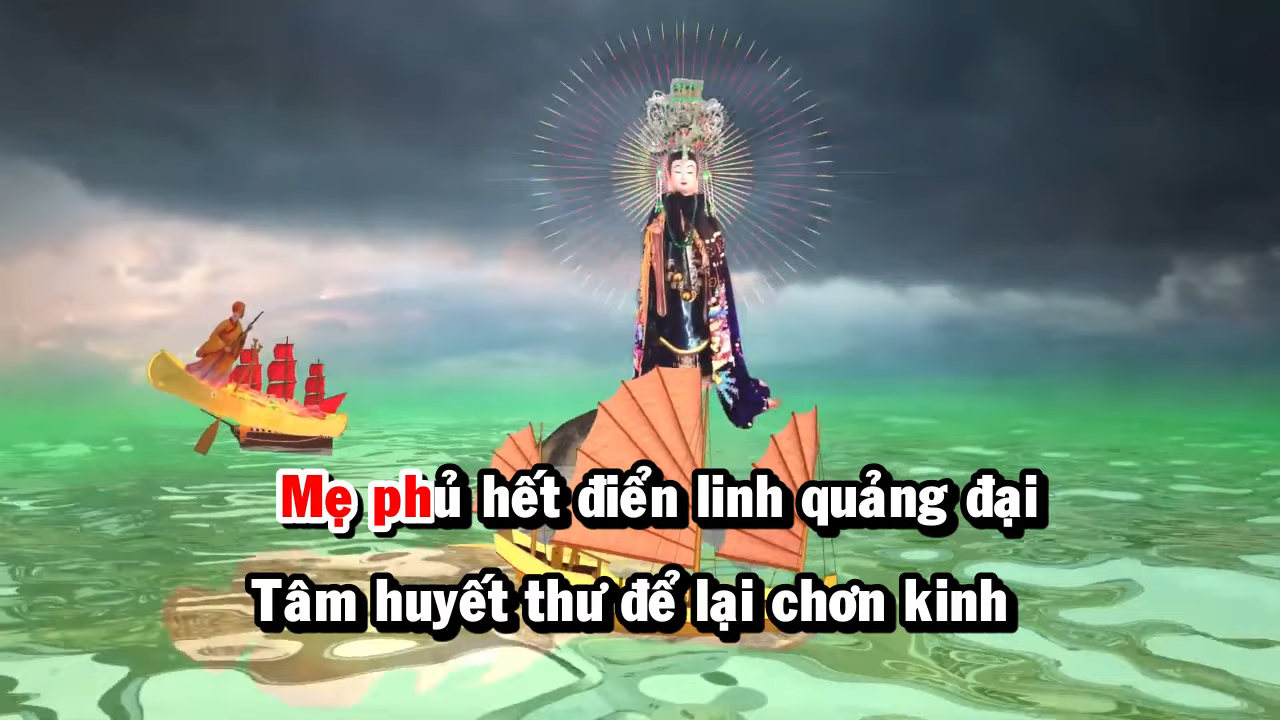 Mẹ phủ hết điển linh quảng đại
Tâm huyết thư để lại chơn kinh